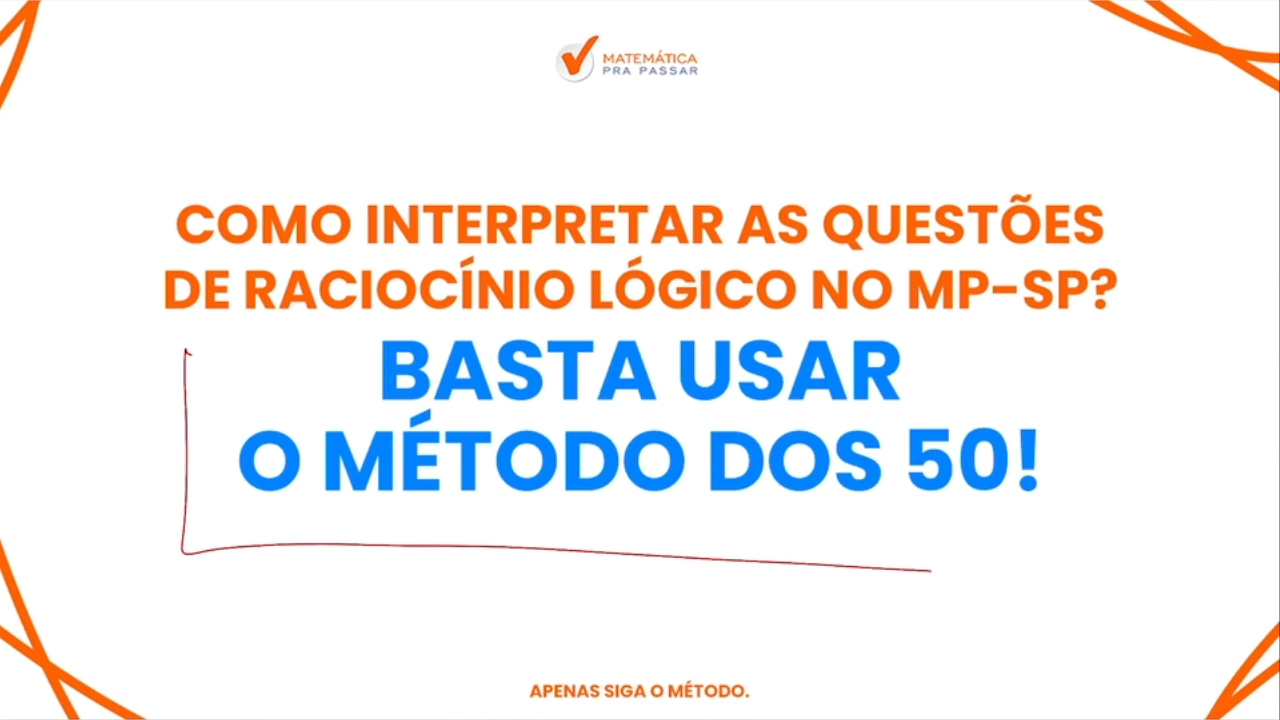 MATEMÁTICA
PRA PASSAR
COMO INTERPRETAR AS QUESTÕES
DE RACIOCÍNIO LÓGICO NO MP-SP?
BASTA USAR
O MÉTODO DOS 50!
APENAS SIGA O MÉTODO.